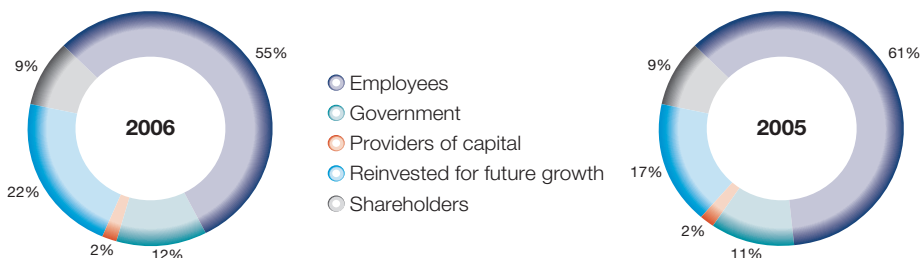 55%
9%
2006
22%
2%
12%
Employees
Government
Providers of capital
Reinvested for future growth
Shareholders
61%
9%
2005
17%
2%
11%